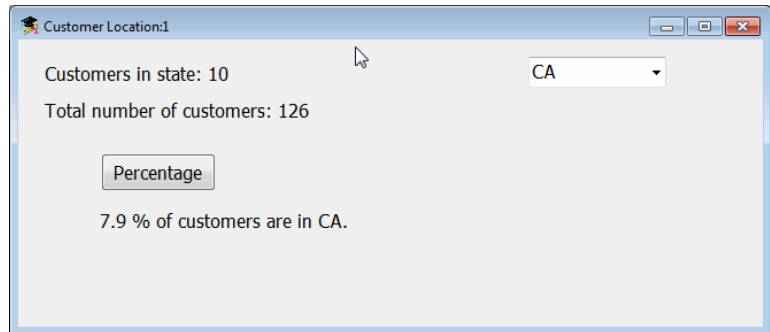 Customer Location:1
Customers in state: 10
CA
Total number of customers: 126
Percentage
7.9 % of customers are in CA.